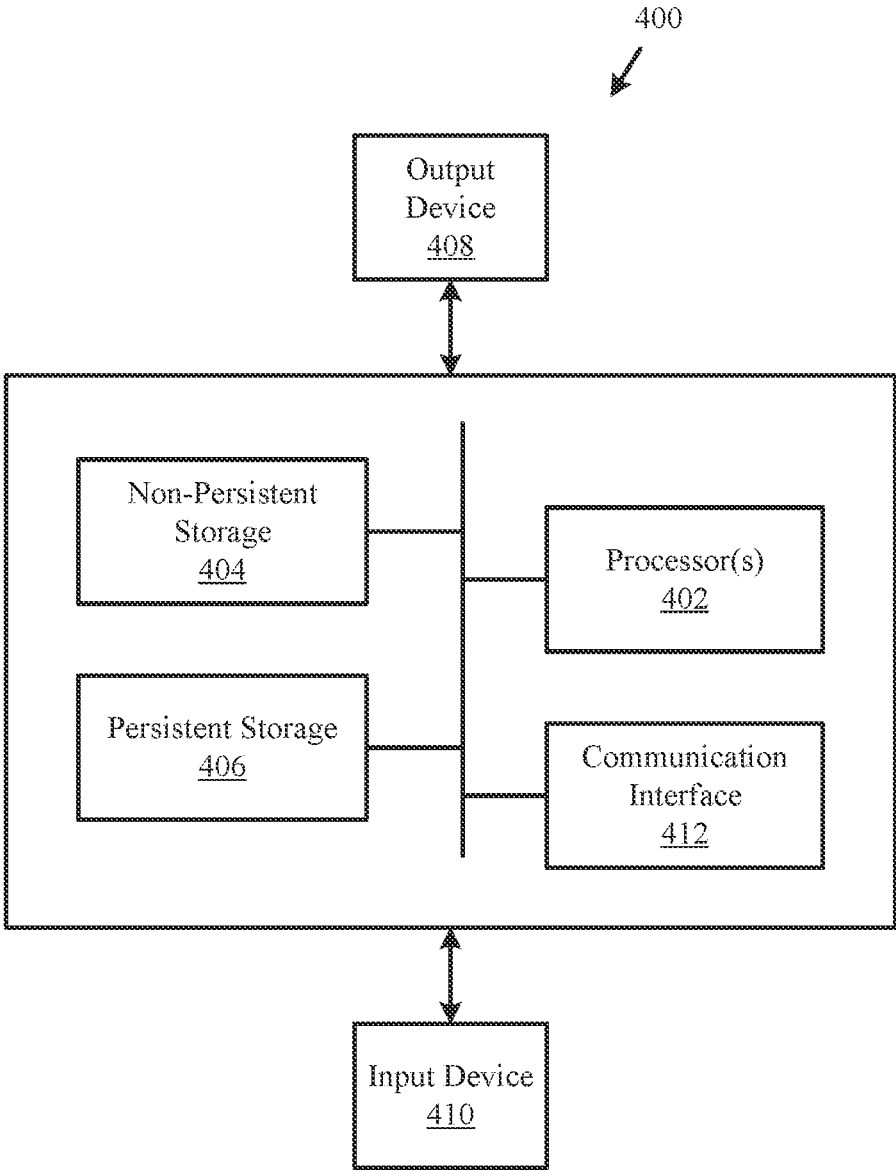 400
Output
Device
408
Non-Persistent
Storage
404
Processor(s)
402
Persistent Storage
406
Communication
Interface
412
Input Device
410